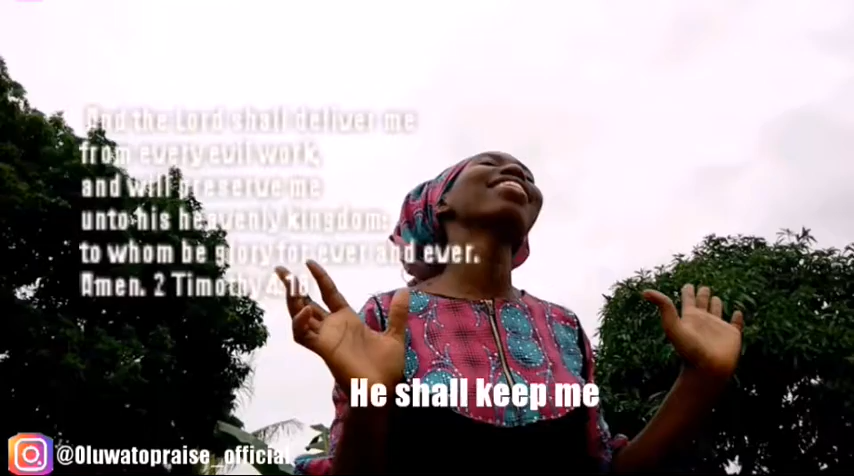 And the Lord shall deliver me
from every evil work,
and will preserve me
unto his heavenly kingdom:
to whom be glory for ever and ever.
Amen. 2 Timothy 4:18
He shall keep me
@Oluwatopraise_official